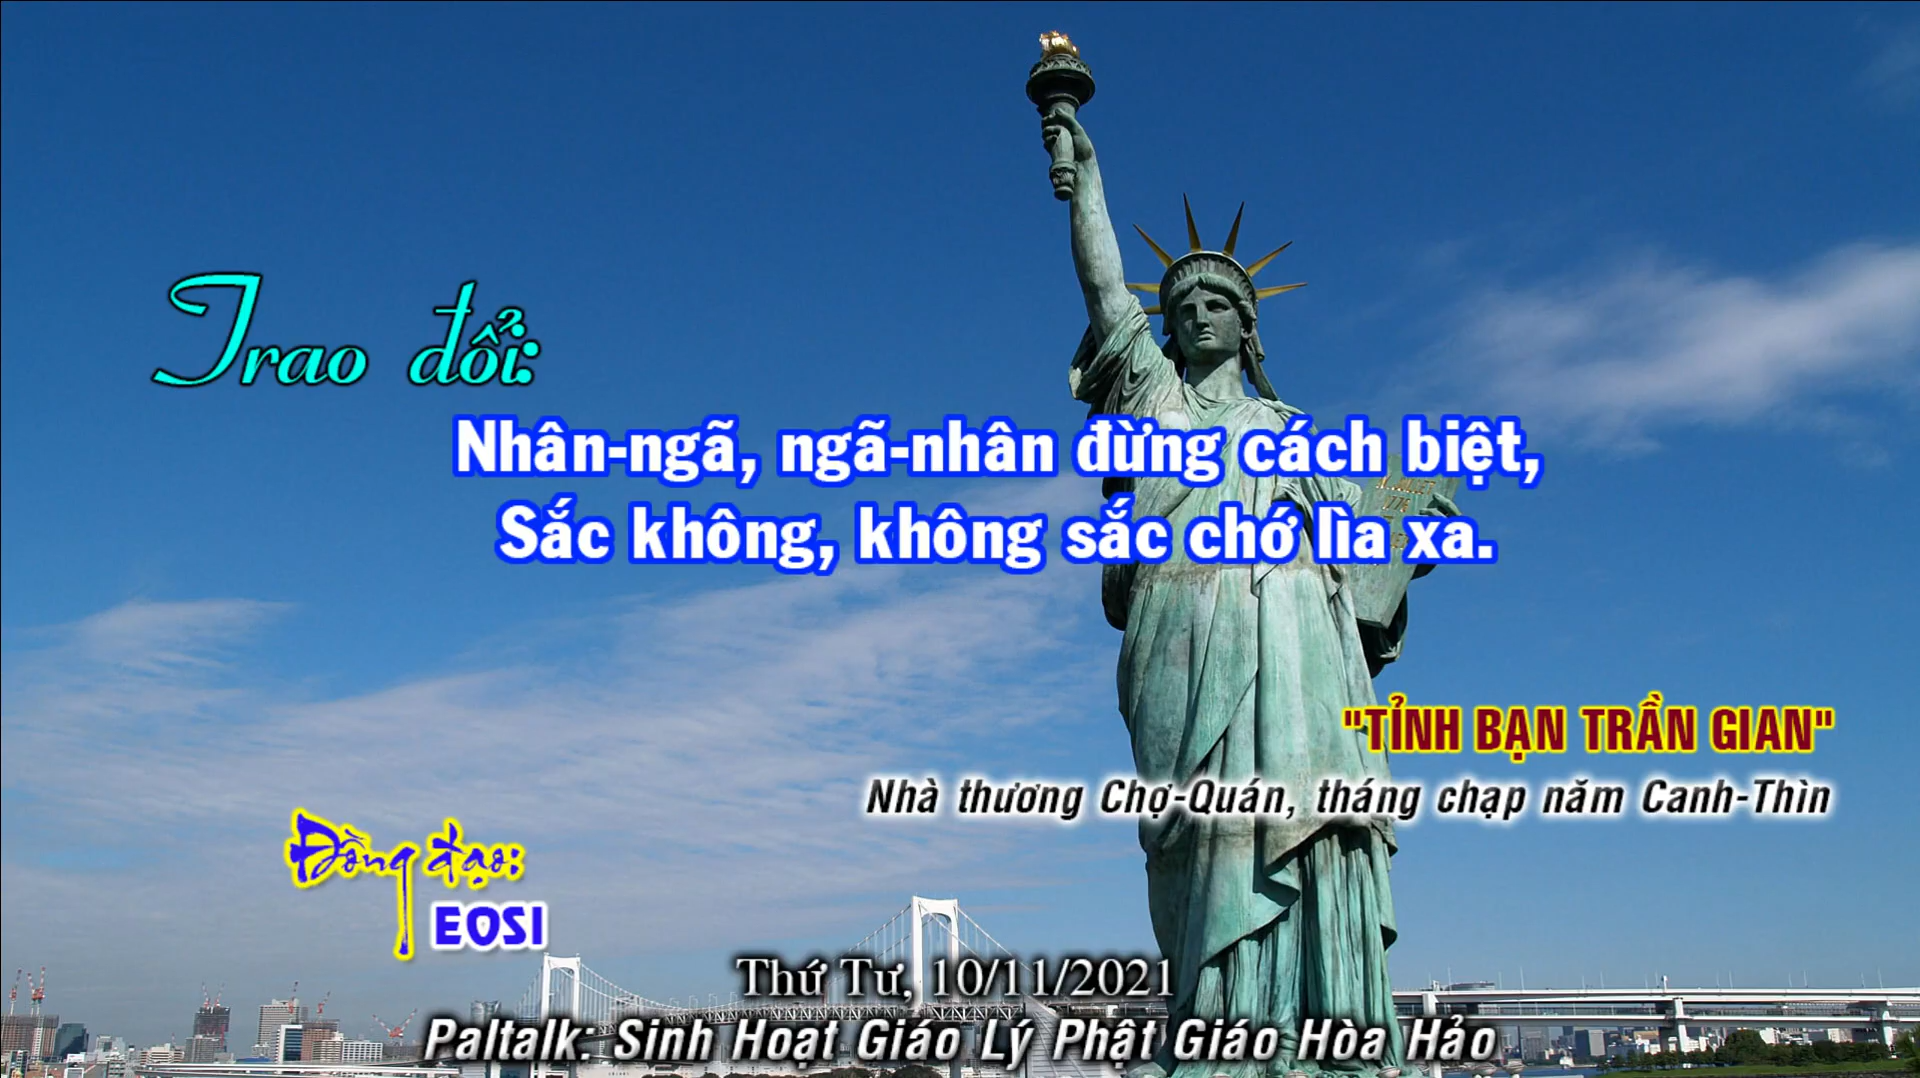 Trao đổi:
Nhân-ngã, ngã-nhân đừng cách biệt,
Sắc không, không sắc chớ lìa xa.
"TỈNH BẠN TRẦN GIAN"
Nhà thương Chợ-Quán, tháng chạp năm Canh-Thìn
Đồng đạo:
EOSI
Thứ Tư, 10/11/2021
Paltalk: Sinh Hoạt Giáo Lý Phật Giáo Hòa Hảo